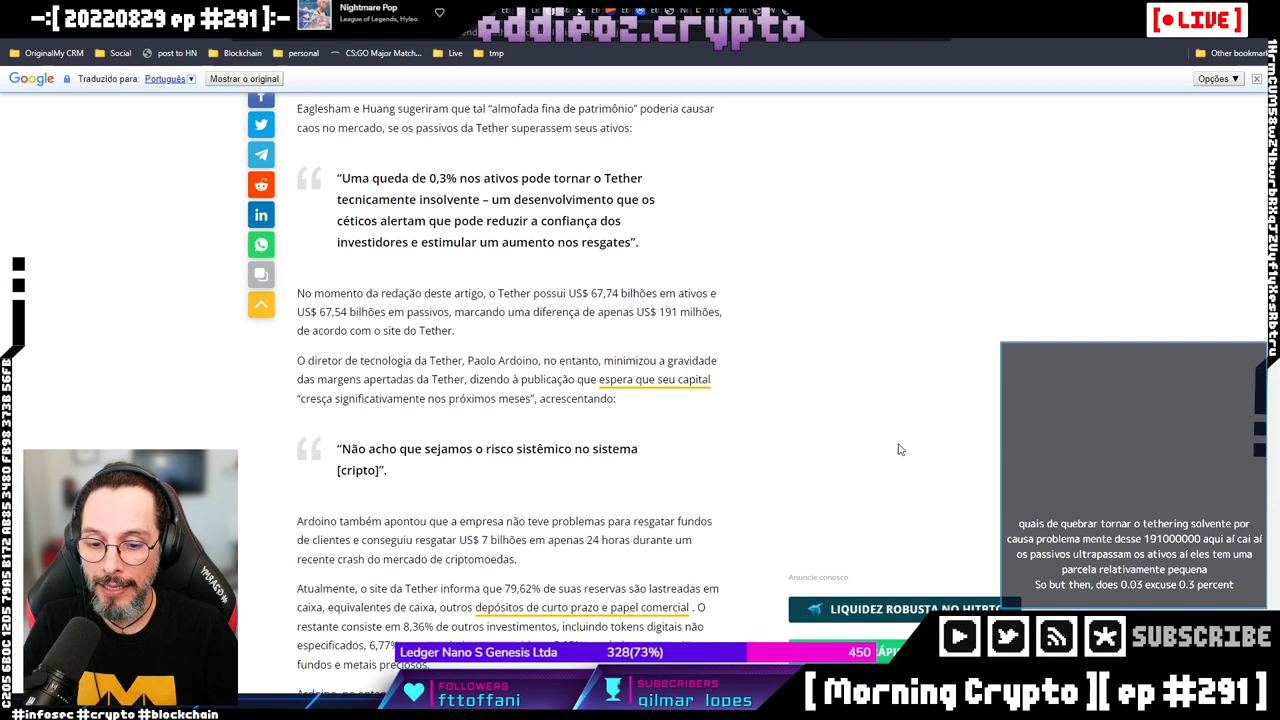 -:[ 20220829 ep #291 ]:-
Nightmare Pop
League of Legends, Hyleo
eddieoz.crypto
[ • LIVE ]
OriginalMy CRM
Social
post to HN
Blockchain
personal
CS:GO Major Match...
Live
tmp
Other bookmar
Google
Traduzido para: Português
Mostrar o original
Opções ▼
Eaglesham e Huang sugeriram que tal “almofada fina de patrimônio” poderia causar
caos no mercado, se os passivos da Tether superassem seus ativos:
“Uma queda de 0,3% nos ativos pode tornar o Tether
tecnicamente insolvente – um desenvolvimento que os
céticos alertam que pode reduzir a confiança dos
investidores e estimular um aumento nos resgates”.
No momento da redação deste artigo, o Tether possui US$ 67,74 bilhões em ativos e
US$ 67,54 bilhões em passivos, marcando uma diferença de apenas US$ 191 milhões,
de acordo com o site do Tether.
O diretor de tecnologia da Tether, Paolo Ardoino, no entanto, minimizou a gravidade
das margens apertadas da Tether, dizendo à publicação que espera que seu capital
“cresça significativamente nos próximos meses”, acrescentando:
“Não acho que sejamos o risco sistêmico no sistema
[cripto]”.
Ardoino também apontou que a empresa não teve problemas para resgatar fundos
de clientes e conseguiu resgatar US$ 7 bilhões em apenas 24 horas durante um
recente crash do mercado de criptomoedas.
Atualmente, o site da Tether informa que 79,62% de suas reservas são lastreadas em
caixa, equivalentes de caixa, outros depósitos de curto prazo e papel comercial . O
restante consiste em 8,36% de outros investimentos, incluindo tokens digitais não
especificados, 6,77%
fundos e metais preciosos.
quais de quebrar tornar o tethering solvente por
causa problema mente desse 191000000 aqui aí cai aí
os passivos ultrapassam os ativos aí eles tem uma
parcela relativamente pequena
So but then, does 0.03 excuse 0.3 percent
Anuncie conosco
LIQUIDEZ ROBUSTA NO HITBT
SUBSCRIBE
Ledger Nano S Genesis Ltda 328(73%) 450
FOLLOWERS
fttoffani
SUBSCRIBERS
gilmar_lopes
[ Morning Crypto ][ ep #291 ]
#crypto #blockchain